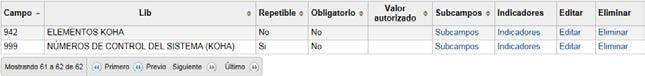 Campo Lib Repetible Obligatorio Valor autorizado Subcampos Indicadores Editar Eliminar
942 ELEMENTOS KOHA No No Subcampos Indicadores Editar Eliminar
999 NÚMEROS DE CONTROL DEL SISTEMA (KOHA) Si No Subcampos Indicadores Editar Eliminar
Mostrando 61 a 62 de 62 Primero Previo Siguiente Último